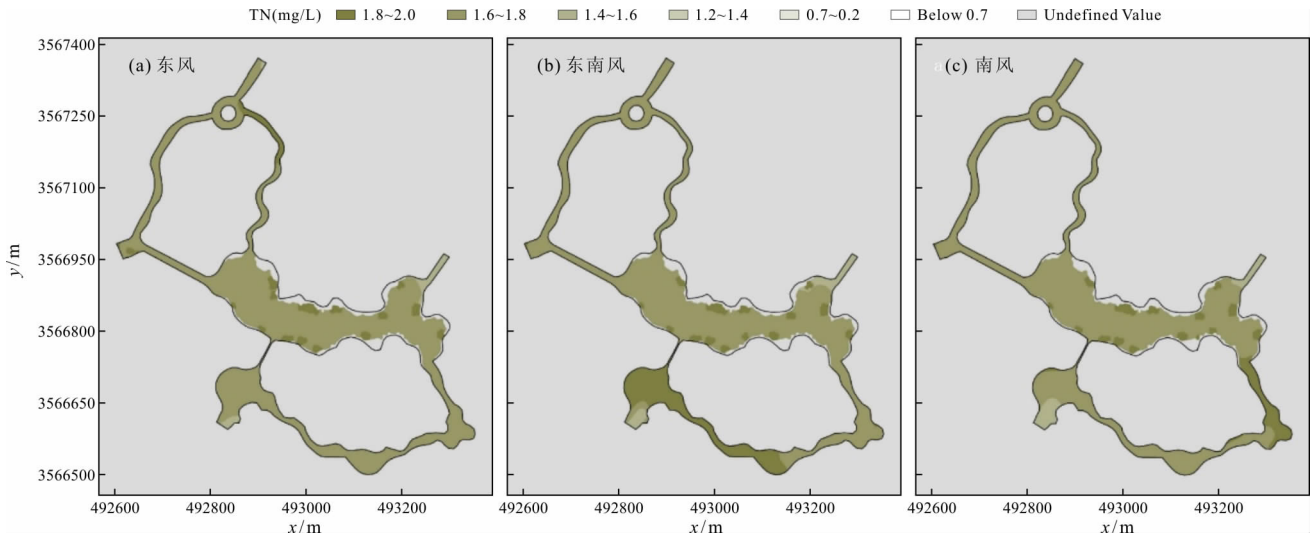 TN(mg/L) 1.8~2.0 1.6~1.8 1.4~1.6 1.2~1.4 0.7~0.2 Below 0.7 Undefined Value
(a) 东风
(b) 东南风
a(c) 南风
3567400
3567250
3567100
3566950
3566800
3566650
3566500
y/m
492600 492800 493000 493200
x/m
492600 492800 493000 493200
x/m
492600 492800 493000 493200
x/m